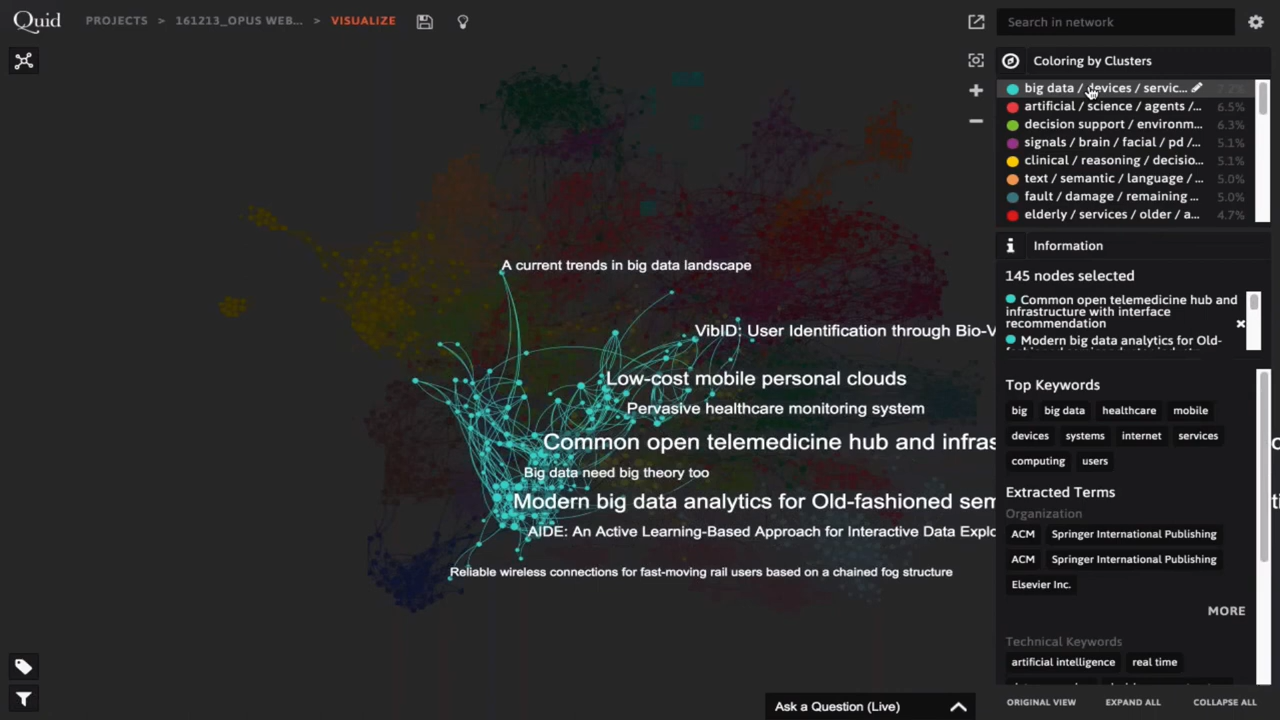 Quid
PROJECTS > 161213_OPUS WEB... > VISUALIZE
Search in network
Coloring by Clusters
big data / devices / servic... 7.2%
artificial / science / agents /... 6.5%
decision support / environm... 6.3%
signals / brain / facial / pd /... 5.1%
clinical / reasoning / decisio... 5.1%
text / semantic / language /... 5.0%
fault / damage / remaining ... 5.0%
elderly / services / older / a... 4.7%
Information
145 nodes selected
Common open telemedicine hub and
infrastructure with interface
recommendation
Modern big data analytics for Old-
Top Keywords
big big data healthcare mobile
devices systems internet services
computing users
Extracted Terms
Organization
ACM Springer International Publishing
ACM Springer International Publishing
Elsevier Inc.
MORE
Technical Keywords
artificial intelligence real time
ORIGINAL VIEW EXPAND ALL COLLAPSE ALL
A current trends in big data landscape
VibID: User Identification through Bio-V
Low-cost mobile personal clouds
Pervasive healthcare monitoring system
Common open telemedicine hub and infras
Big data need big theory too
Modern big data analytics for Old-fashioned sem
AIDE: An Active Learning-Based Approach for Interactive Data Explo
Reliable wireless connections for fast-moving rail users based on a chained fog structure
Ask a Question (Live)